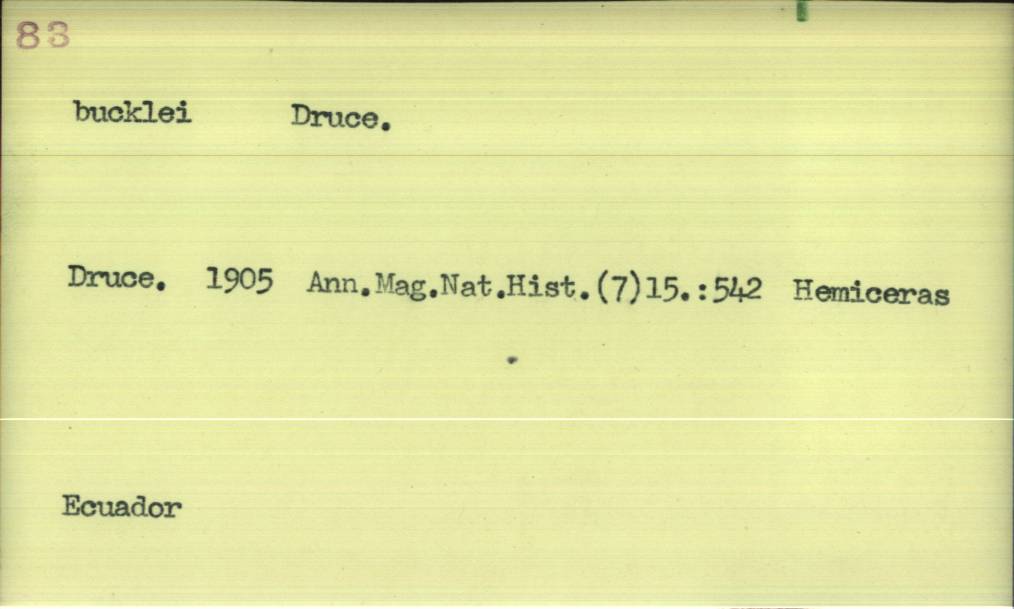 83
bucklei Druce.
Druce. 1905 Ann.Mag.Nat.Hist.(7)15.:542 Hemiceras
Ecuador